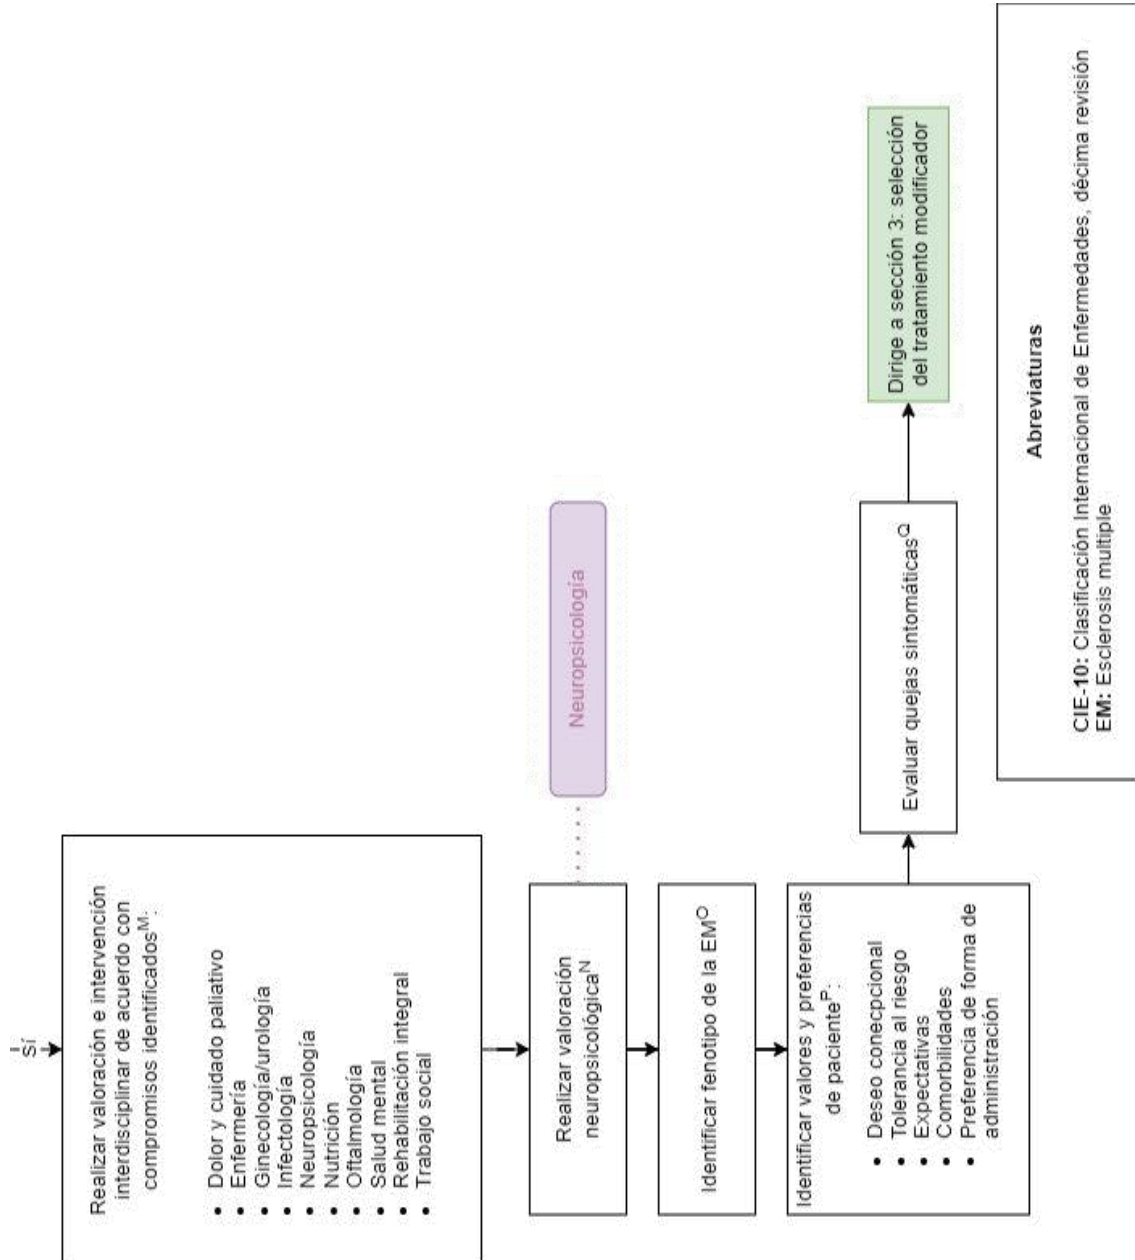 Sí
Realizar valoración e intervención
interdisciplinar de acuerdo con
compromisos identificadosM:
• Dolor y cuidado paliativo
• Enfermería
• Ginecología/urología
• Infectología
• Neuropsicología
• Nutrición
• Oftalmología
• Salud mental
• Rehabilitación integral
• Trabajo social
Realizar valoración
neuropsicológicaN
Neuropsicología
Identificar fenotipo de la EMO
Identificar valores y preferencias
de pacienteP:
• Deseo conecpcional
• Tolerancia al riesgo
• Expectativas
• Comorbilidades
• Preferencia de forma de
administración
Evaluar quejas sintomáticasQ
Dirige a sección 3: selección
del tratamiento modificador
Abreviaturas
CIE-10: Clasificación Internacional de Enfermedades, décima revisión
EM: Esclerosis multiple